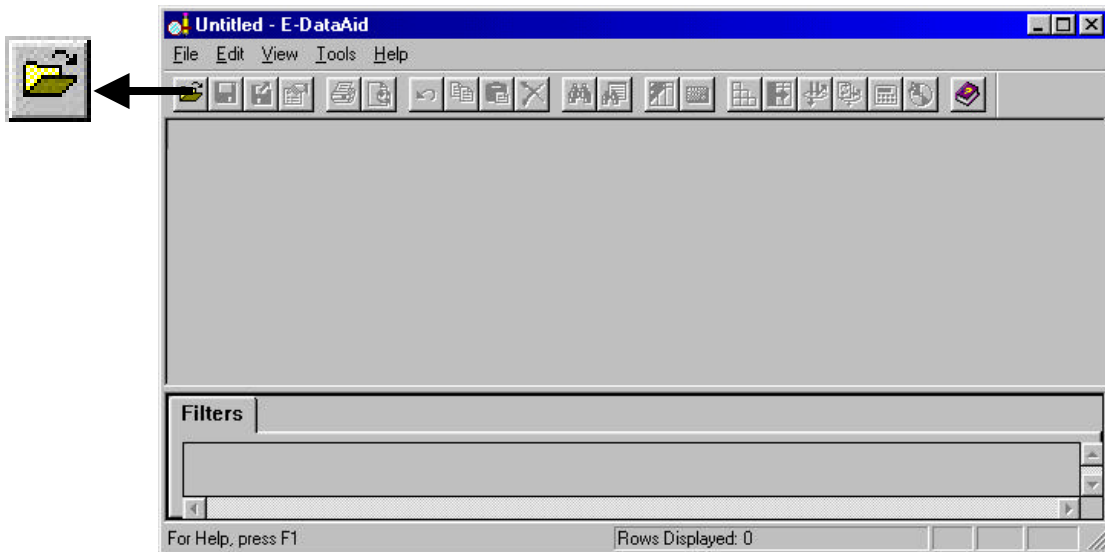 Untitled - E-DataAid
File Edit View Tools Help
Filters
For Help, press F1 Rows Displayed: 0